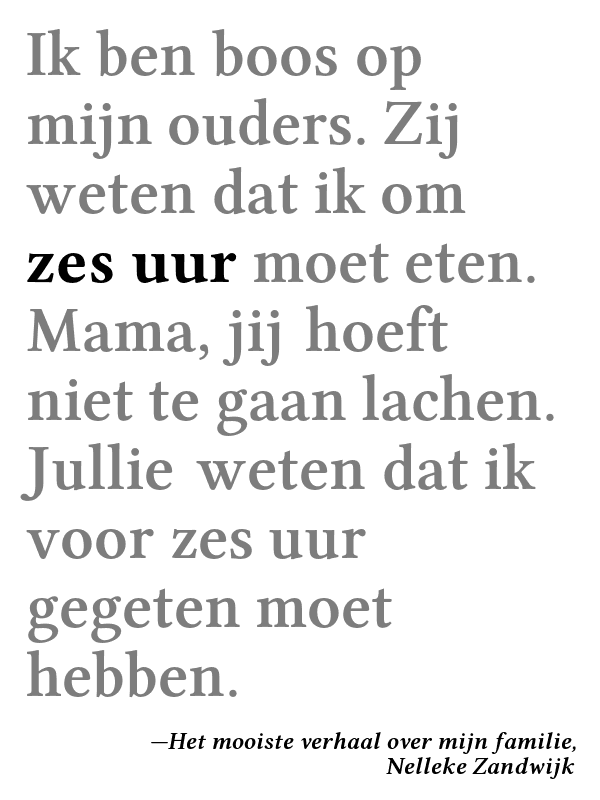 Ik ben boos op
mijn ouders. Zij
weten dat ik om
zes uur moet eten.
Mama, jij hoeft
niet te gaan lachen.
Jullie weten dat ik
voor zes uur
gegeten moet
hebben.
—Het mooiste verhaal over mijn familie,
Nelleke Zandwijk